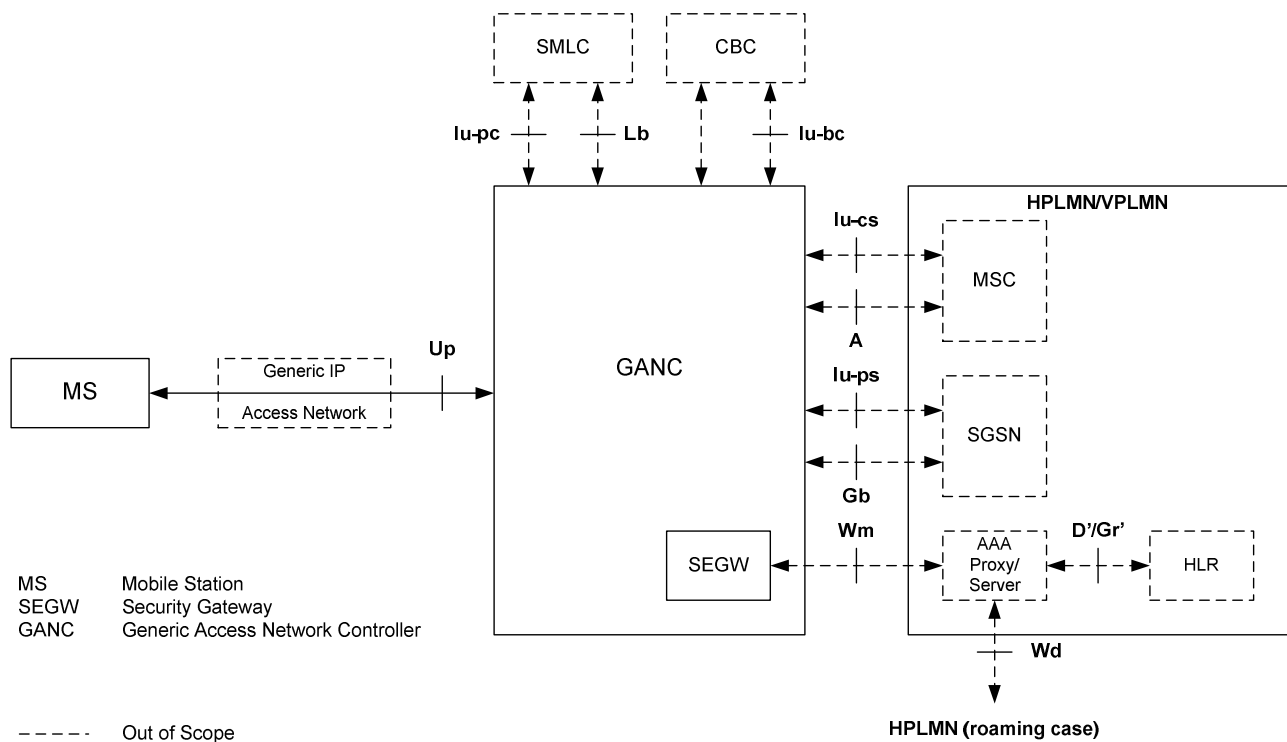 SMLC
CBC
Iu-pc
Lb
Iu-bc
HPLMN/VPLMN
Iu-cs
MSC
A
Up
GANC
Iu-ps
Generic IP
MS
Access Network
SGSN
Gb
Wm
D'/Gr'
AAA
Proxy/
Server
SEGW
HLR
MS Mobile Station
SEGW Security Gateway
GANC Generic Access Network Controller
Wd
Out of Scope
HPLMN (roaming case)